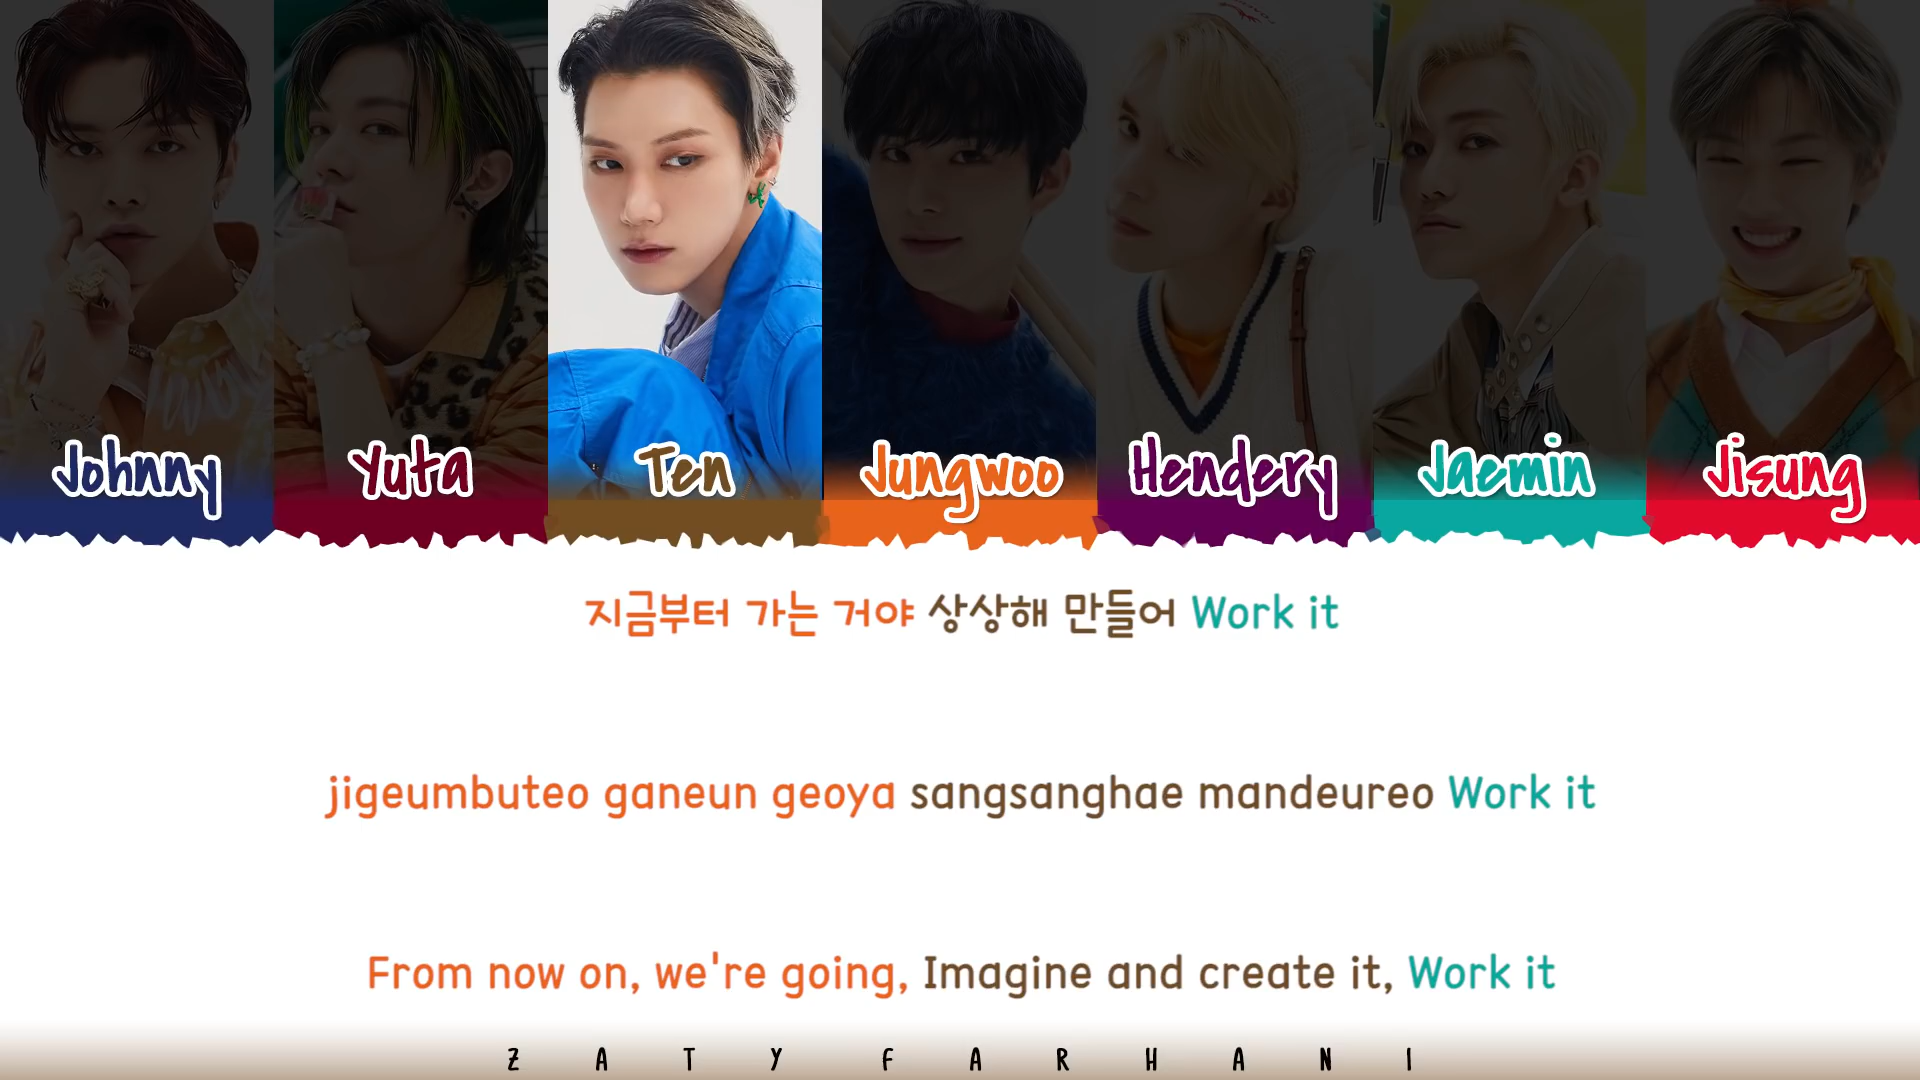 Johnny Yuta Ten Jungwoo Hendery Jaemin Jisung
지금부터 가는 거야 상상해 만들어 Work it
jigeumbuteo ganeun geoya sangsanghae mandeureo Work it
From now on, we're going, Imagine and create it, Work it
ZATY FARHANI